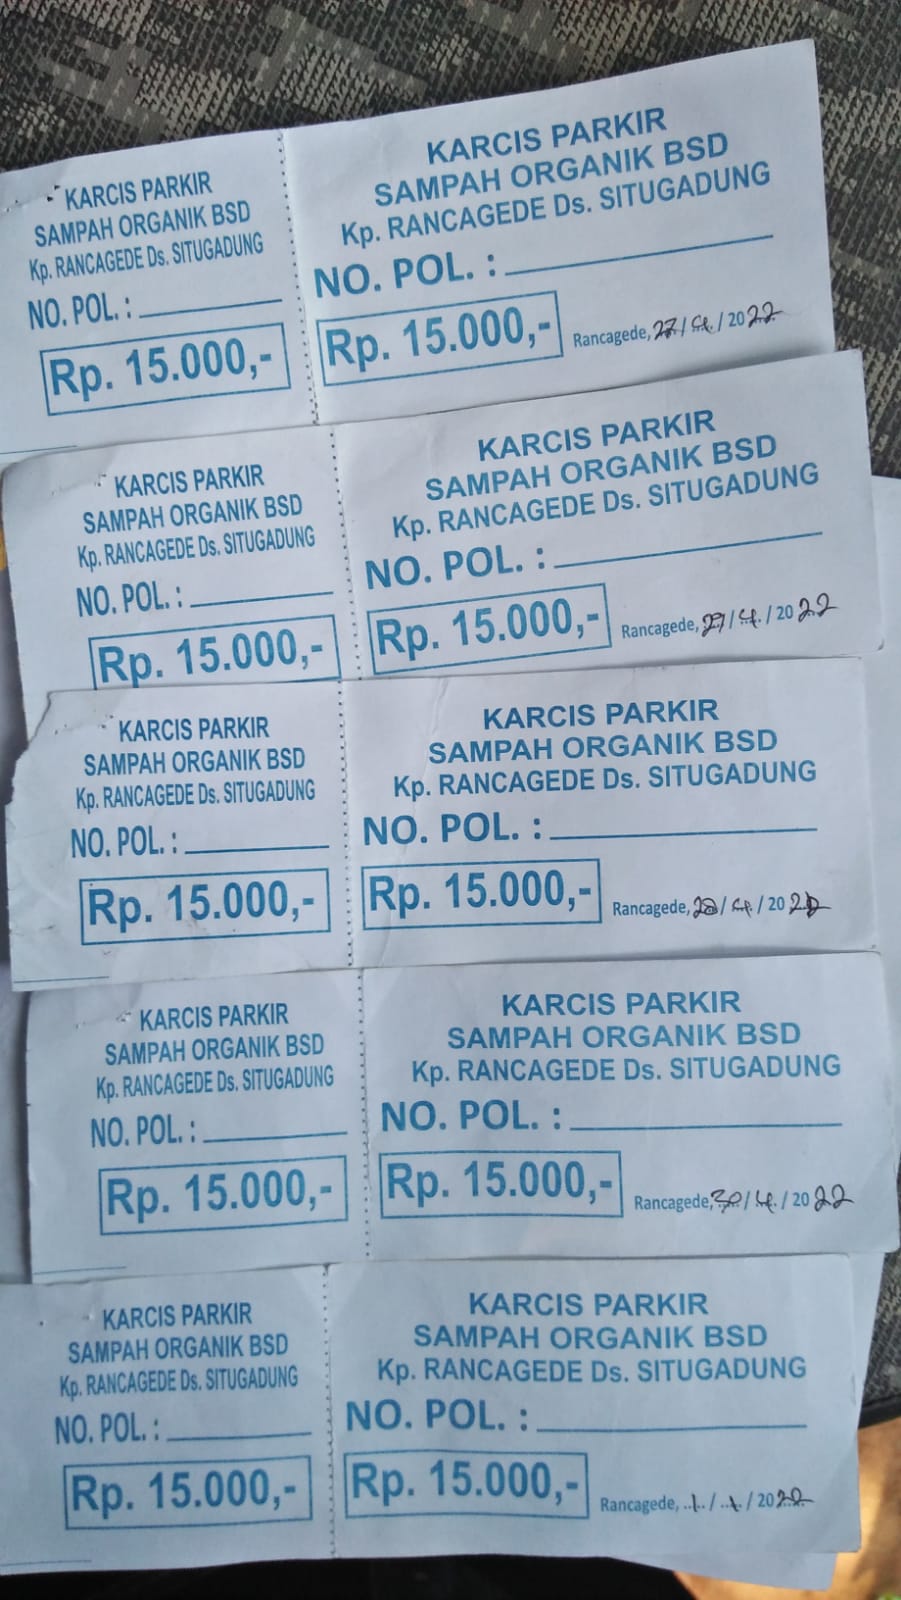 KARCIS PARKIR
SAMPAH ORGANIK BSD
Kp. RANCAGEDE Ds. SITUGADUNG
NO. POL. :
Rp. 15.000,-
KARCIS PARKIR
SAMPAH ORGANIK BSD
Kp. RANCAGEDE Ds. SITUGADUNG
NO. POL. :
Rp. 15.000,-
Rancagede, 27/4/2022
KARCIS PARKIR
SAMPAH ORGANIK BSD
Kp. RANCAGEDE Ds. SITUGADUNG
NO. POL. :
Rp. 15.000,-
KARCIS PARKIR
SAMPAH ORGANIK BSD
Kp. RANCAGEDE Ds. SITUGADUNG
NO. POL. :
Rp. 15.000,-
Rancagede, 27/4/2022
KARCIS PARKIR
SAMPAH ORGANIK BSD
Kp. RANCAGEDE Ds. SITUGADUNG
NO. POL. :
Rp. 15.000,-
KARCIS PARKIR
SAMPAH ORGANIK BSD
Kp. RANCAGEDE Ds. SITUGADUNG
NO. POL. :
Rp. 15.000,-
Rancagede,
KARCIS PARKIR
SAMPAH ORGANIK BSD
Kp. RANCAGEDE Ds. SITUGADUNG
NO. POL. :
Rp. 15.000,-
KARCIS PARKIR
SAMPAH ORGANIK BSD
Kp. RANCAGEDE Ds. SITUGADUNG
NO. POL. :
Rp. 15.000,-
Rancagede, 30/4/2022
KARCIS PARKIR
SAMPAH ORGANIK BSD
Kp. RANCAGEDE Ds. SITUGADUNG
NO. POL. :
Rp. 15.000,-
KARCIS PARKIR
SAMPAH ORGANIK BSD
Kp. RANCAGEDE Ds. SITUGADUNG
NO. POL. :
Rp. 15.000,-
Rancagede,